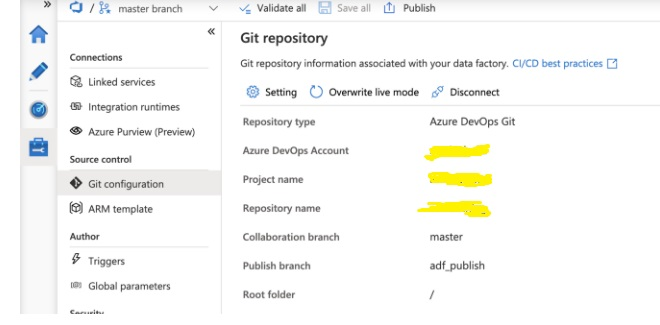 »
/ master branch
Validate all
Save all
Publish
«
Connections
Linked services
Integration runtimes
Azure Purview (Preview)
Source control
Git configuration
ARM template
Author
Triggers
Global parameters
Security
Git repository
Git repository information associated with your data factory. CI/CD best practices
Setting
Overwrite live mode
Disconnect
Repository type Azure DevOps Git
Azure DevOps Account
Project name
Repository name
Collaboration branch master
Publish branch adf_publish
Root folder /